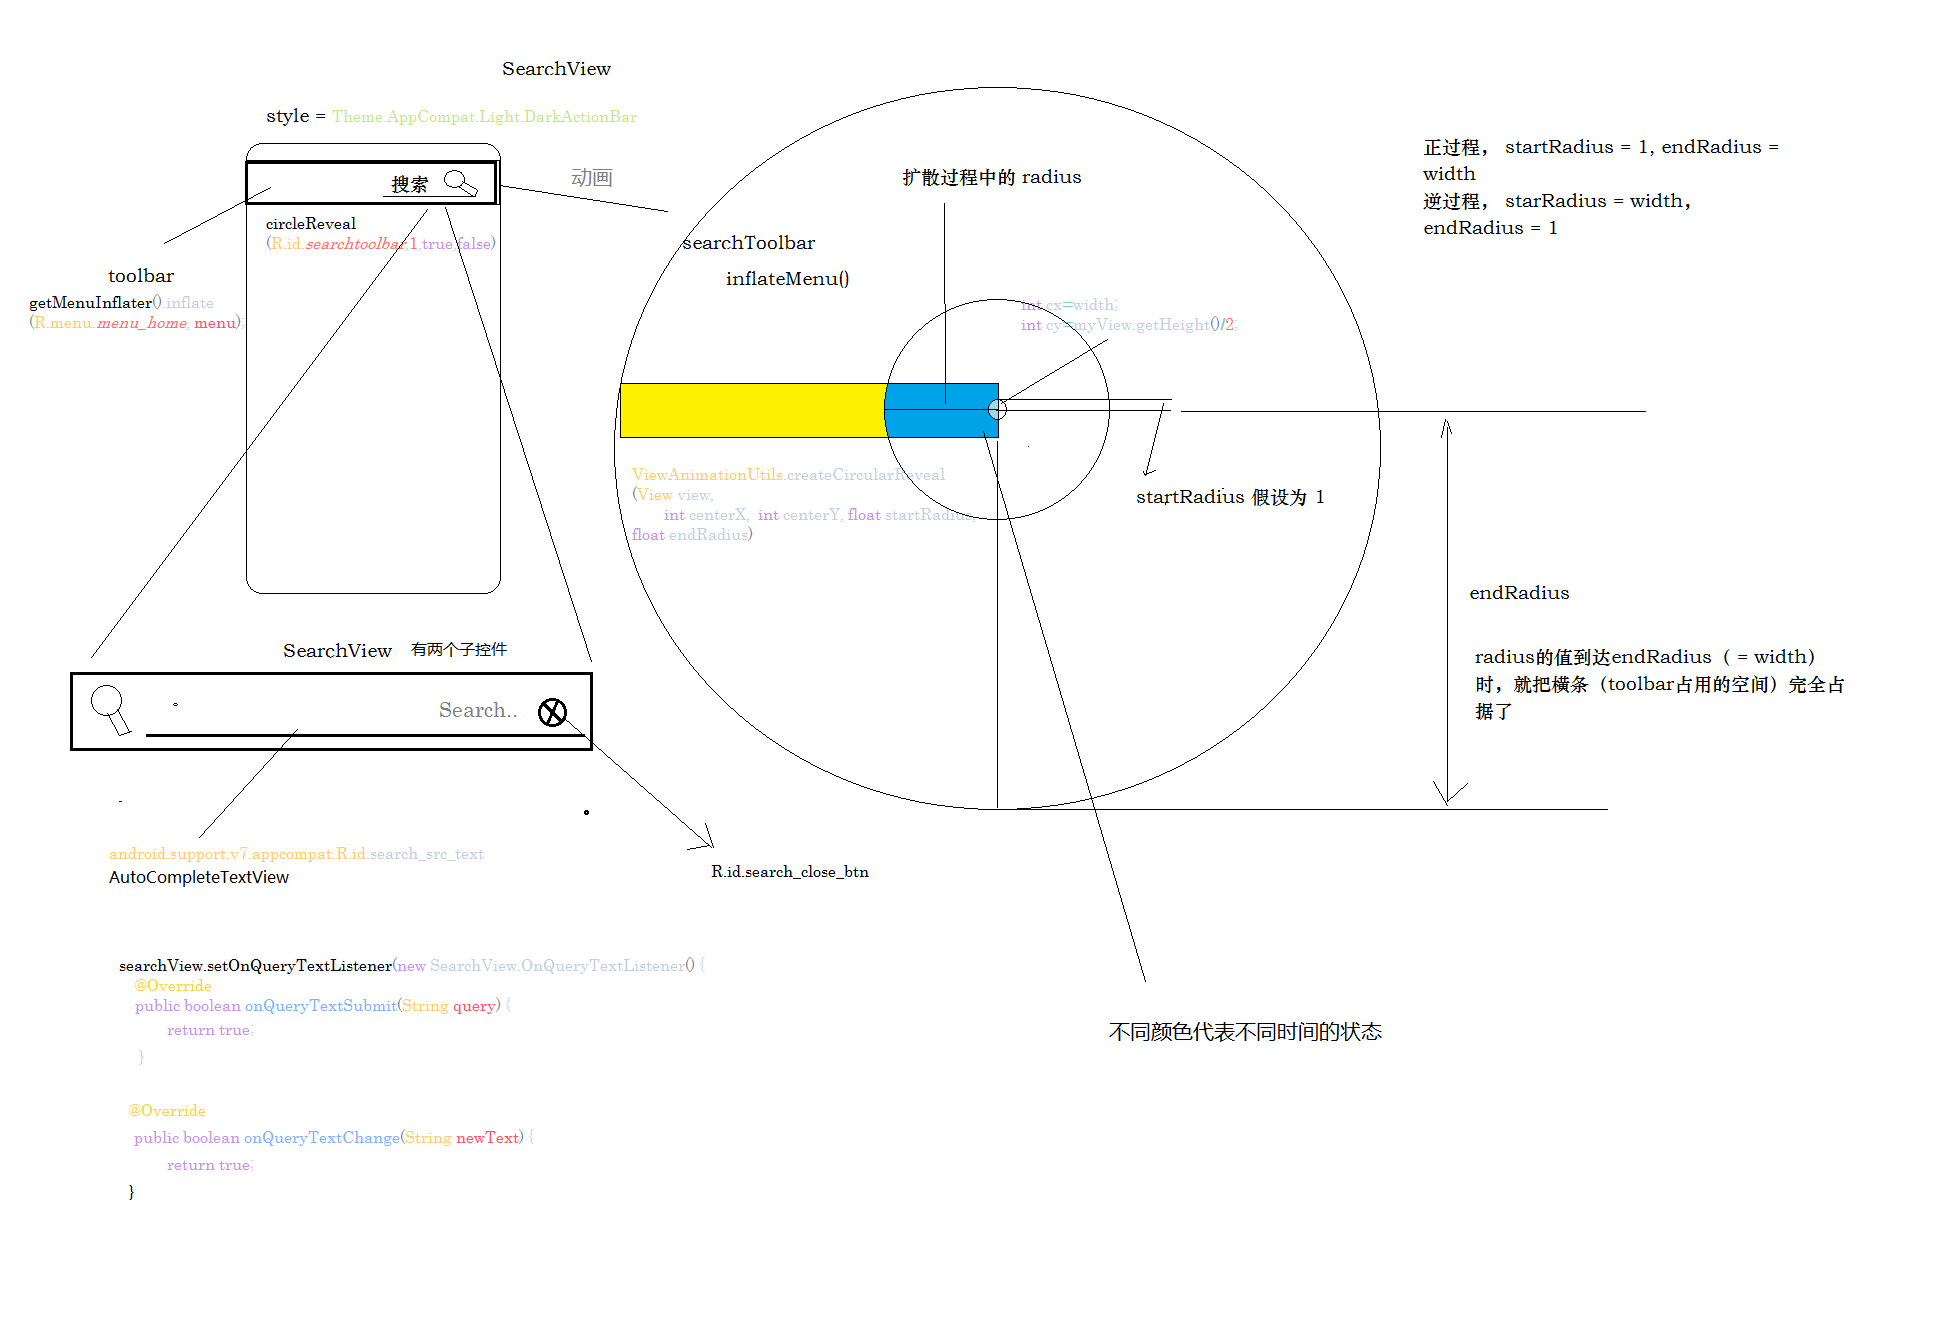 SearchView
style = Theme.AppCompat.Light.DarkActionBar
搜索
动画
circleReveal
(R.id.searchtoolbar,1,true,false)
toolbar
getMenuInflater().inflate
(R.menu.menu_home, menu);
searchToolbar
inflateMenu()
扩散过程中的 radius
int cx=width;
int cy=myView.getHeight()/2;
正过程， startRadius = 1, endRadius =
width
逆过程， starRadius = width，
endRadius = 1
ViewAnimationUtils.createCircularReveal
(View view,
int centerX, int centerY, float startRadius,
float endRadius)
startRadius 假设为 1
endRadius
radius的值到达endRadius（ = width）
时，就把横条（toolbar占用的空间）完全占
据了
SearchView 有两个子控件
Search..
android.support.v7.appcompat.R.id.search_src_text
AutoCompleteTextView
R.id.search_close_btn
不同颜色代表不同时间的状态
searchView.setOnQueryTextListener(new SearchView.OnQueryTextListener() {
@Override
public boolean onQueryTextSubmit(String query) {
return true;
}
@Override
public boolean onQueryTextChange(String newText) {
return true;
}